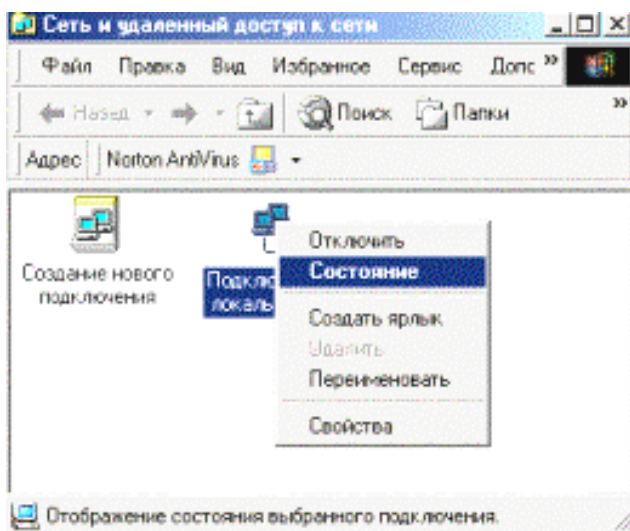 Сеть и удаленный доступ к сети
Файл Правка Вид Избранное Сервис Допс »
Назад Поиск Папки »
Адрес Norton AntiVirus
Создание нового
подключения
Подклю
локаль
Отключить
Состояние
Создать ярлык
Удалить
Переименовать
Свойства
Отображение состояния выбранного подключения.